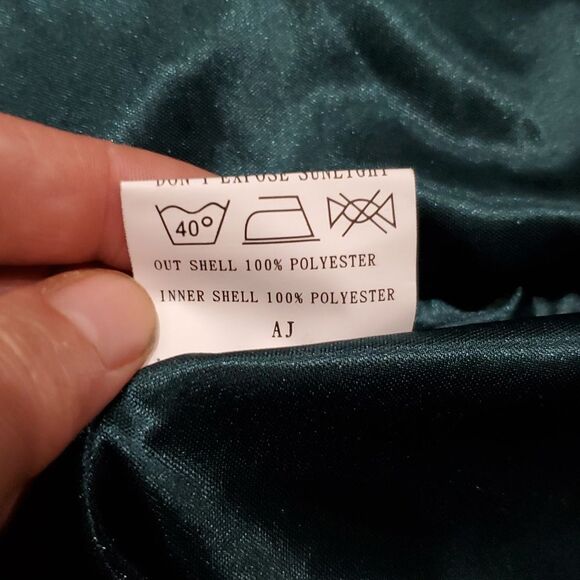 DON'T EXPOSE SUNLIGHT
40°
OUT SHELL 100% POLYESTER
INNER SHELL 100% POLYESTER
AJ